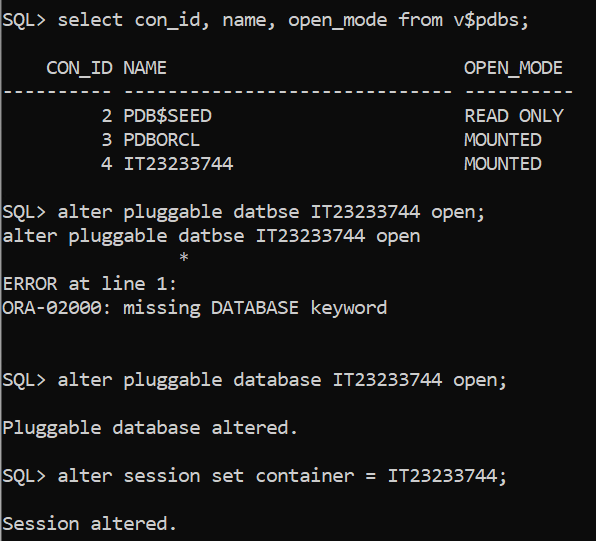 SQL> select con_id, name, open_mode from v$pdbs;
CON_ID NAME                           OPEN_MODE
---------- ------------------------------ ----------
2 PDB$SEED                       READ ONLY
3 PDBORCL                        MOUNTED
4 IT23233744                     MOUNTED
SQL> alter pluggable datbse IT23233744 open;
alter pluggable datbse IT23233744 open
*
ERROR at line 1:
ORA-02000: missing DATABASE keyword
SQL> alter pluggable database IT23233744 open;
Pluggable database altered.
SQL> alter session set container = IT23233744;
Session altered.